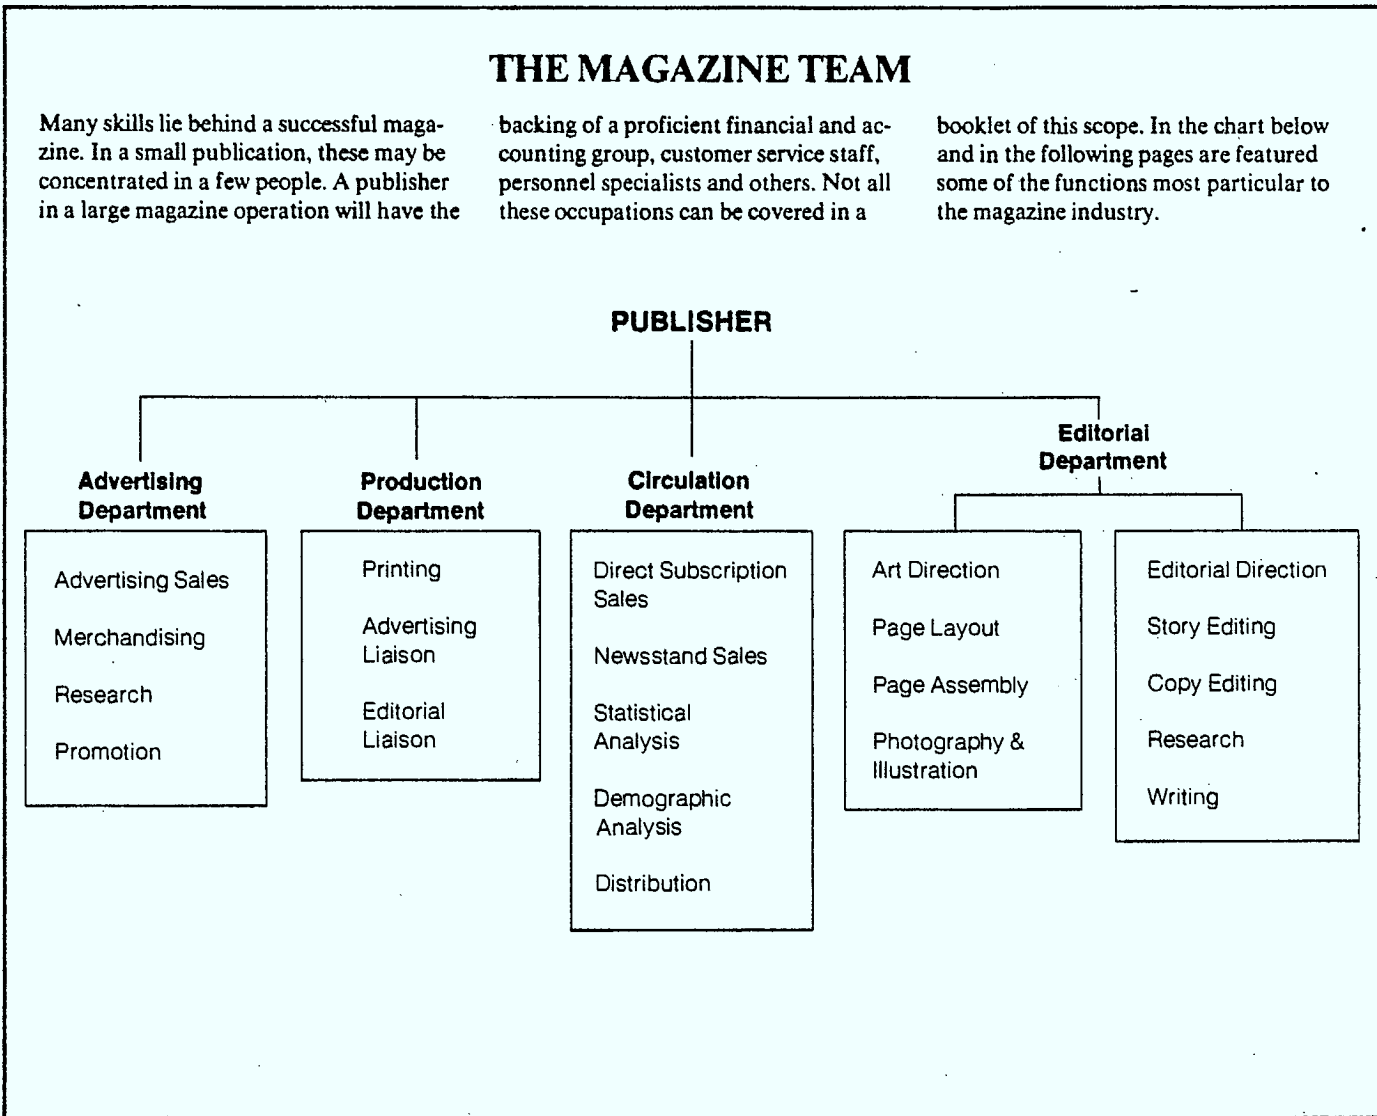 THE MAGAZINE TEAM
Many skills lie behind a successful maga-
zine. In a small publication, these may be
concentrated in a few people. A publisher
in a large magazine operation will have the
backing of a proficient financial and ac-
counting group, customer service staff,
personnel specialists and others. Not all
these occupations can be covered in a
booklet of this scope. In the chart below
and in the following pages are featured
some of the functions most particular to
the magazine industry.
PUBLISHER
Advertising
Department
Advertising Sales
Merchandising
Research
Promotion
Production
Department
Printing
Advertising
Liaison
Editorial
Liaison
Circulation
Department
Direct Subscription
Sales
Newsstand Sales
Statistical
Analysis
Demographic
Analysis
Distribution
Editorial
Department
Art Direction
Page Layout
Page Assembly
Photography &
Illustration
Editorial Direction
Story Editing
Copy Editing
Research
Writing